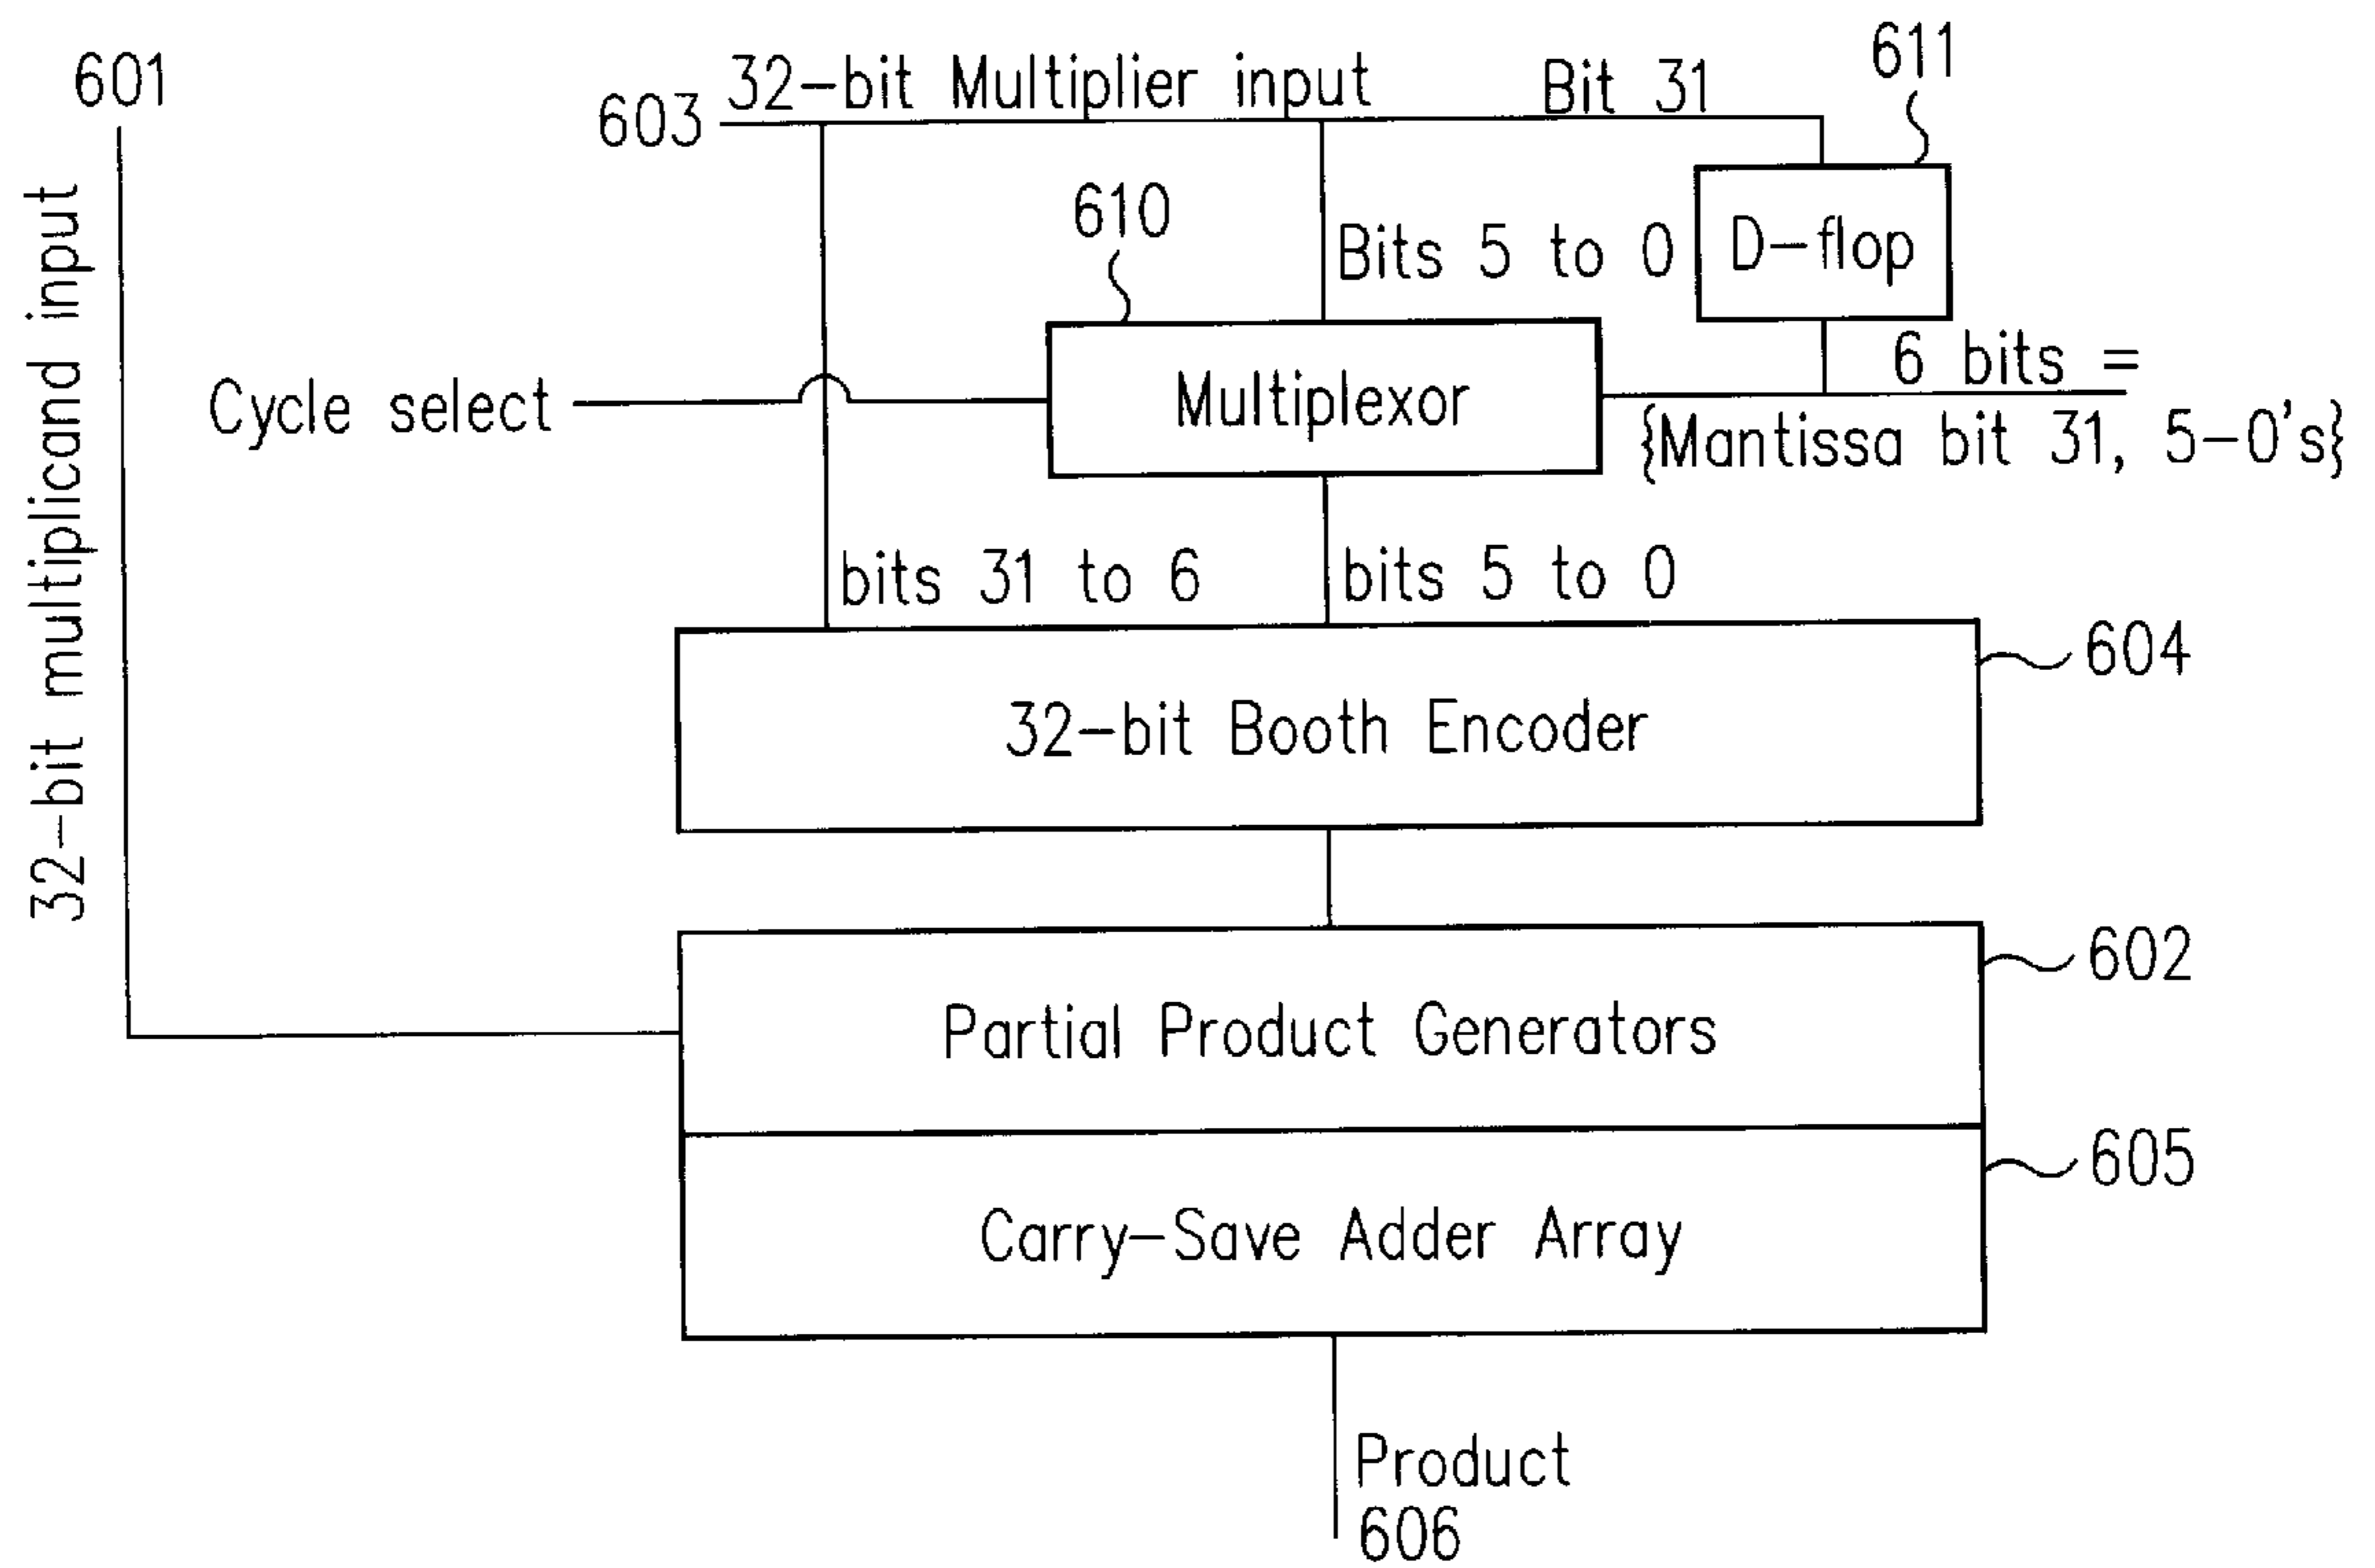 601
32-bit multiplicand input
603
32-bit Multiplier input
Bit 31
611
610
Bits 5 to 0
D-flop
Cycle select
Multiplexor
6 bits =
{Mantissa bit 31, 5-0's}
bits 31 to 6
bits 5 to 0
604
32-bit Booth Encoder
602
Partial Product Generators
605
Carry-Save Adder Array
Product
606